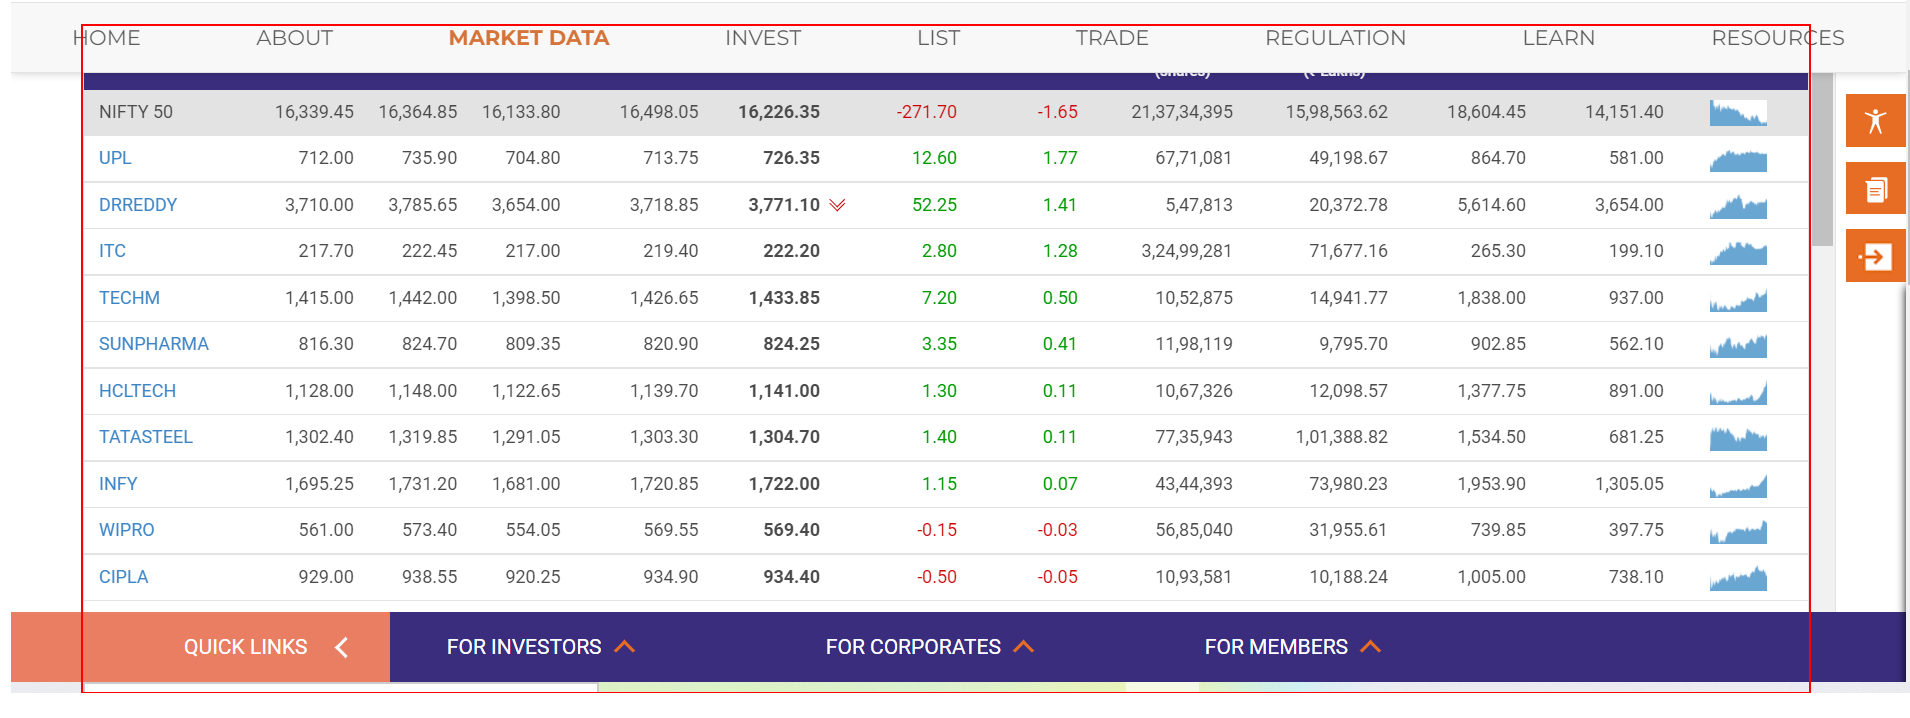 HOME ABOUT MARKET DATA INVEST LIST TRADE REGULATION LEARN RESOURCES
(shares) (₹ Lakhs)
NIFTY 50 16,339.45 16,364.85 16,133.80 16,498.05 16,226.35 -271.70 -1.65 21,37,34,395 15,98,563.62 18,604.45 14,151.40
UPL 712.00 735.90 704.80 713.75 726.35 12.60 1.77 67,71,081 49,198.67 864.70 581.00
DRREDDY 3,710.00 3,785.65 3,654.00 3,718.85 3,771.10 52.25 1.41 5,47,813 20,372.78 5,614.60 3,654.00
ITC 217.70 222.45 217.00 219.40 222.20 2.80 1.28 3,24,99,281 71,677.16 265.30 199.10
TECHM 1,415.00 1,442.00 1,398.50 1,426.65 1,433.85 7.20 0.50 10,52,875 14,941.77 1,838.00 937.00
SUNPHARMA 816.30 824.70 809.35 820.90 824.25 3.35 0.41 11,98,119 9,795.70 902.85 562.10
HCLTECH 1,128.00 1,148.00 1,122.65 1,139.70 1,141.00 1.30 0.11 10,67,326 12,098.57 1,377.75 891.00
TATASTEEL 1,302.40 1,319.85 1,291.05 1,303.30 1,304.70 1.40 0.11 77,35,943 1,01,388.82 1,534.50 681.25
INFY 1,695.25 1,731.20 1,681.00 1,720.85 1,722.00 1.15 0.07 43,44,393 73,980.23 1,953.90 1,305.05
WIPRO 561.00 573.40 554.05 569.55 569.40 -0.15 -0.03 56,85,040 31,955.61 739.85 397.75
CIPLA 929.00 938.55 920.25 934.90 934.40 -0.50 -0.05 10,93,581 10,188.24 1,005.00 738.10
QUICK LINKS FOR INVESTORS FOR CORPORATES FOR MEMBERS